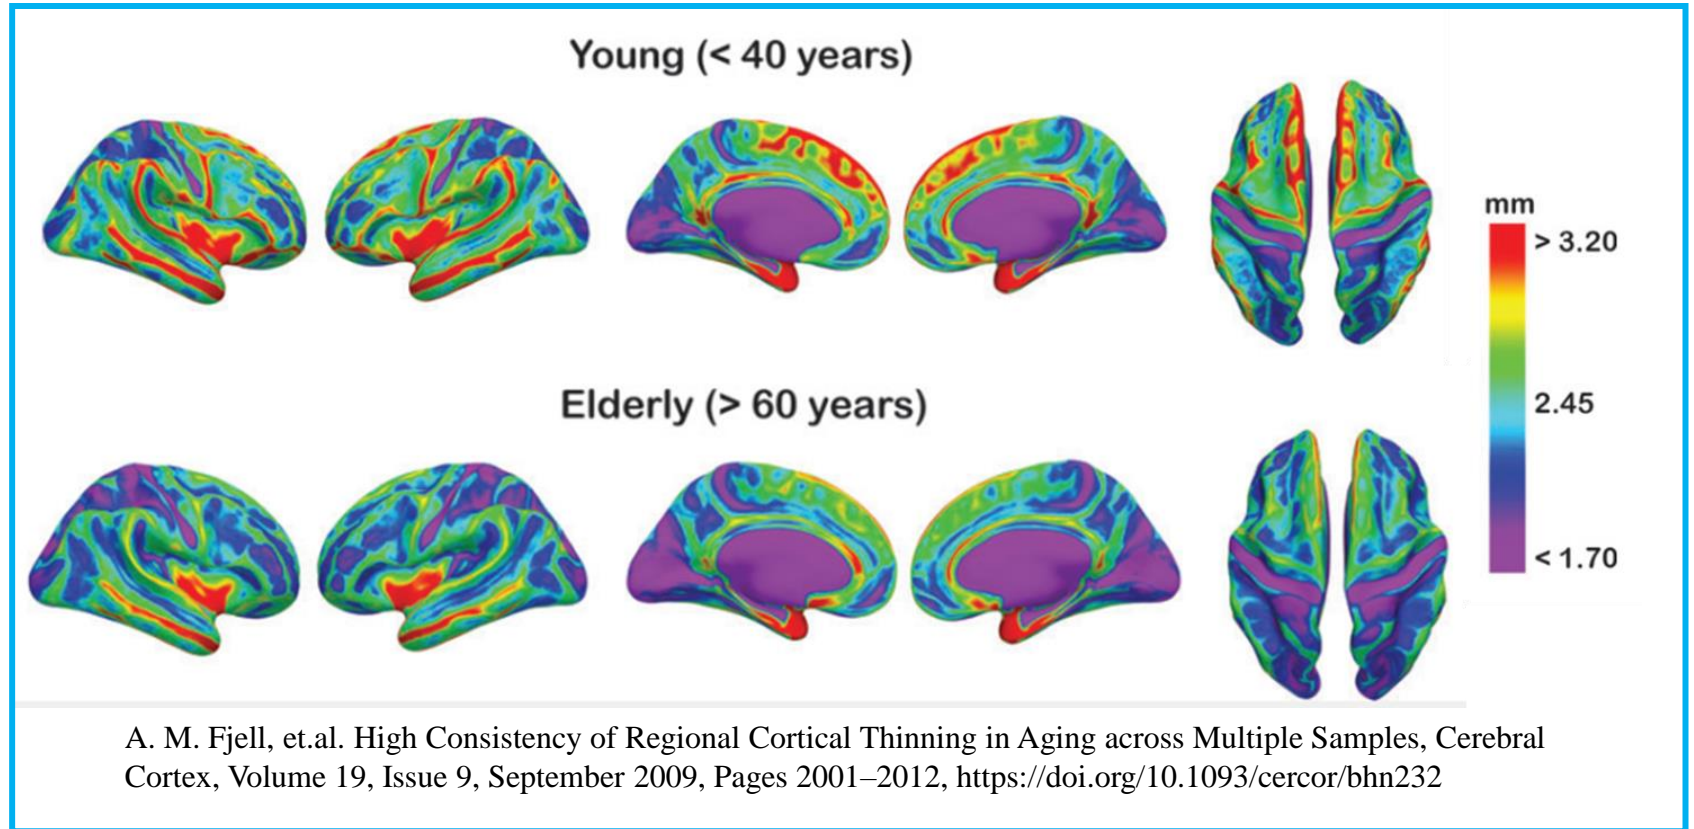 Young (< 40 years)
mm
> 3.20
2.45
< 1.70
Elderly (> 60 years)
A. M. Fjell, et.al. High Consistency of Regional Cortical Thinning in Aging across Multiple Samples, Cerebral
Cortex, Volume 19, Issue 9, September 2009, Pages 2001–2012, https://doi.org/10.1093/cercor/bhn232